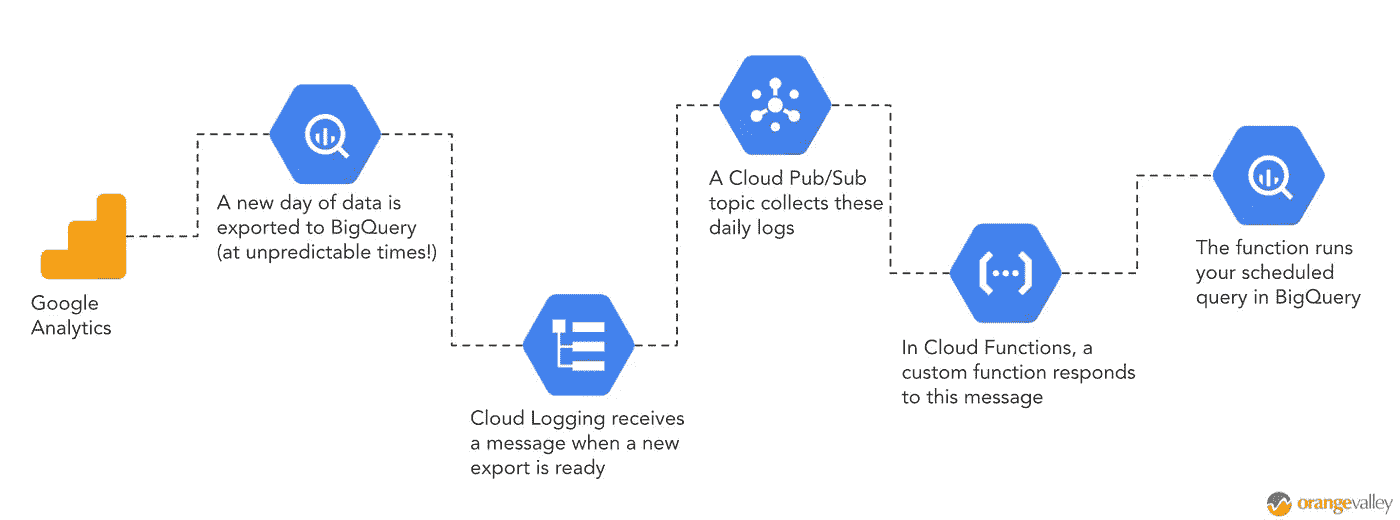 Google
Analytics
A new day of data is
exported to BigQuery
(at unpredictable times!)
Cloud Logging receives
a message when a new
export is ready
A Cloud Pub/Sub
topic collects these
daily logs
In Cloud Functions, a
custom function responds
to this message
The function runs
your scheduled
query in BigQuery
orangevalley